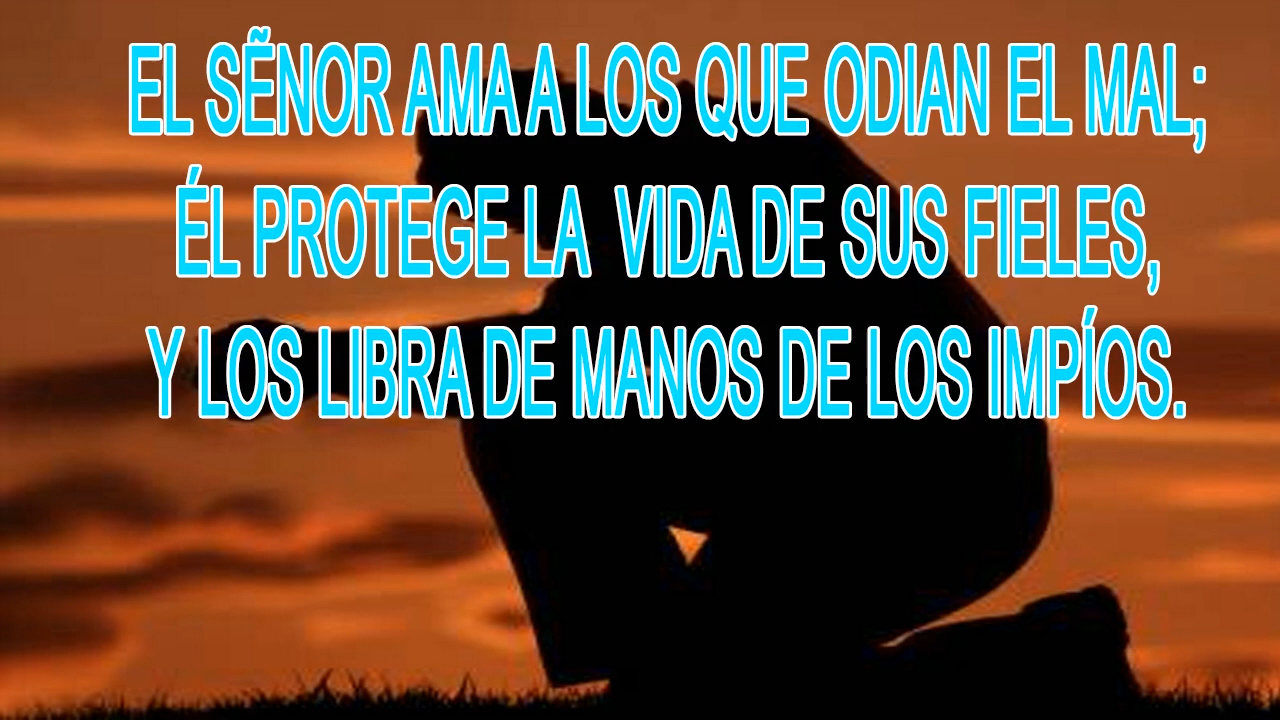 EL SẼNOR AMA A LOS QUE ODIAN EL MAL;
ÉL PROTEGE LA VIDA DE SUS FIELES,
Y LOS LIBRA DE MANOS DE LOS IMPÍOS.